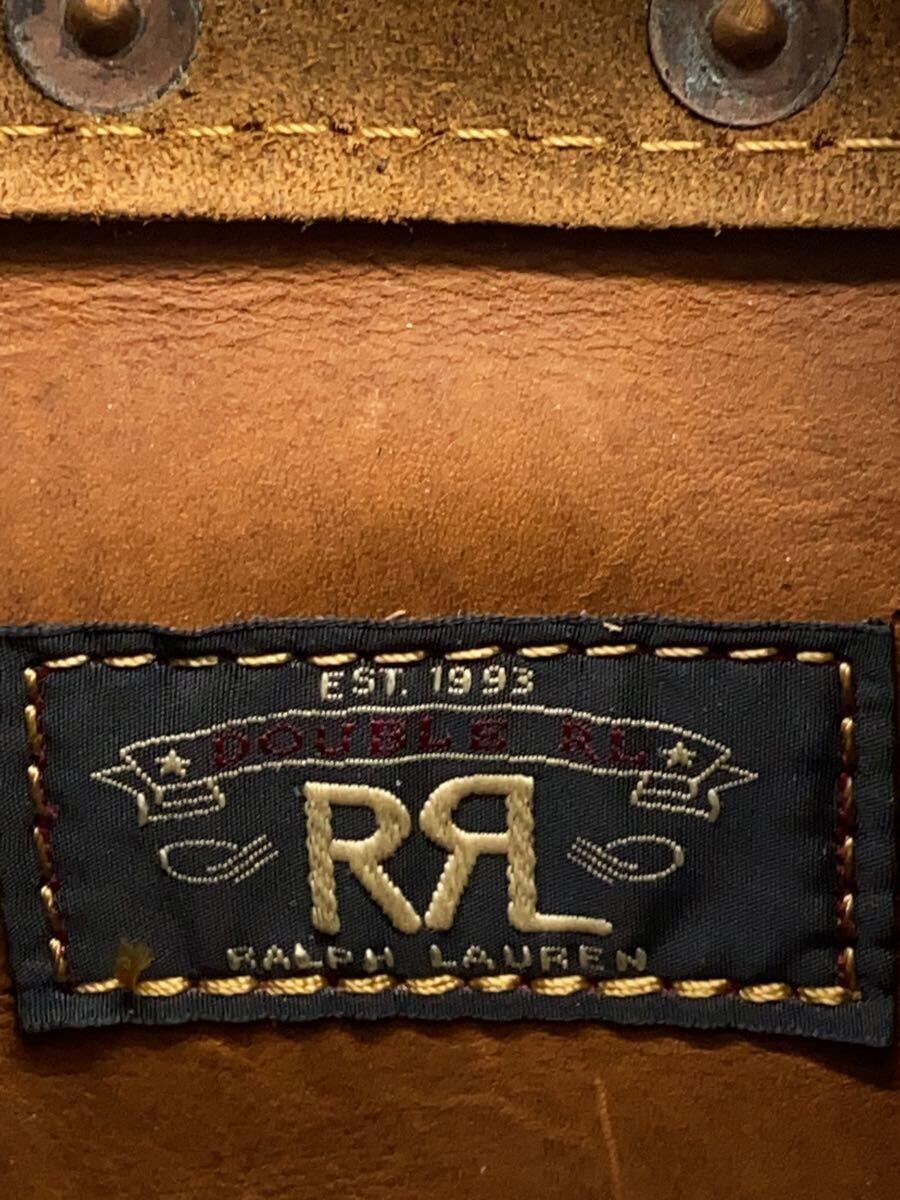 EST. 1993
DOUBLE RL
RRL
RALPH LAUREN